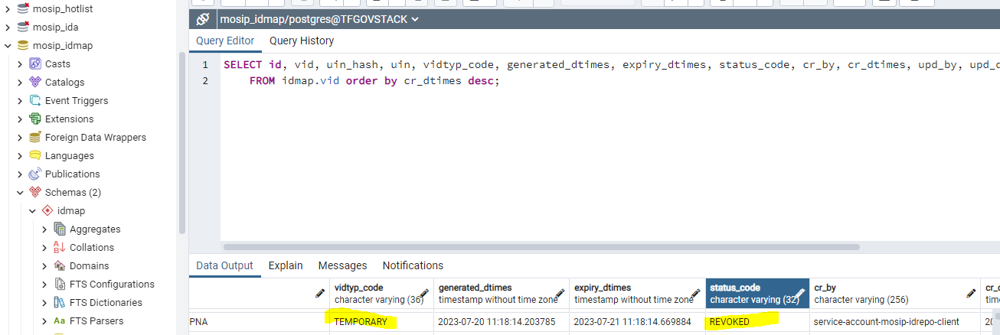 mosip_hotlist
mosip_ida
mosip_idmap
Casts
Catalogs
Event Triggers
Extensions
Foreign Data Wrappers
Languages
Publications
Schemas (2)
idmap
Aggregates
Collations
Domains
FTS Configurations
FTS Dictionaries
Aa FTS Parsers
mosip_idmap/postgres@TFGOVSTACK
Query Editor Query History
1 SELECT id, vid, uin_hash, uin, vidtyp_code, generated_dtimes, expiry_dtimes, status_code, cr_by, cr_dtimes, upd_by,
2 FROM idmap.vid order by cr_dtimes desc;
Data Output Explain Messages Notifications
vidtyp_code generated_dtimes expiry_dtimes status_code cr_by
character varying (36) timestamp without time zone timestamp without time zone character varying (32) character varying (256)
PNA TEMPORARY 2023-07-20 11:18:14.203785 2023-07-21 11:18:14.669884 REVOKED service-account-mosip-idrepo-client